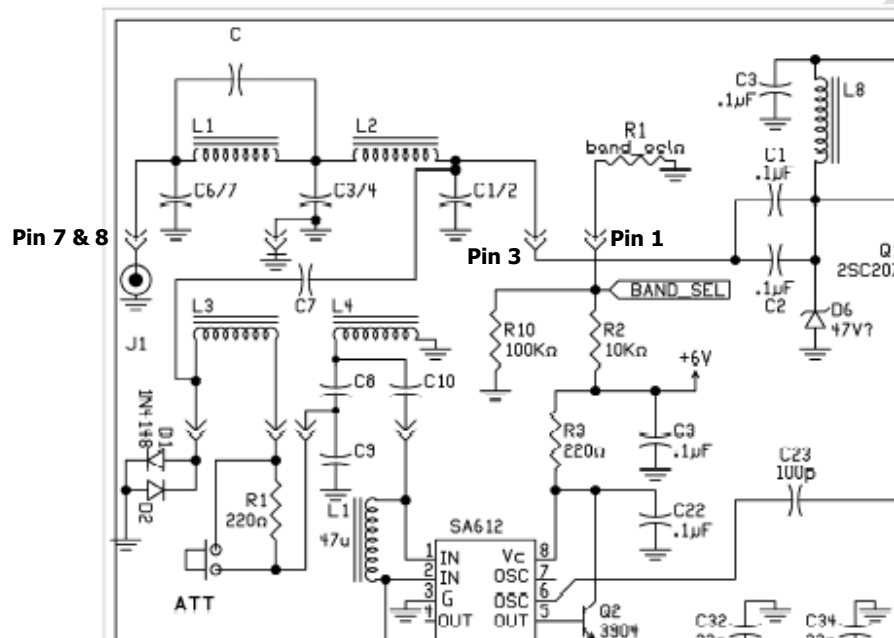 C
L1
L2
C6/7
C3/4
C1/2
Pin 7 & 8
J1
C7
R1
Pin 3
Pin 1
BAND_SEL
C3
.1µF
L8
C1
.1µF
.1µF
C2
Q
2SC20
D6
47V?
L3
L4
R10
100KΩ
R2
10KΩ
+6V
C8
C10
C9
1N4148
D1
D2
R1
220Ω
ATT
L1
47u
R3
220Ω
C3
.1µF
C22
.1µF
C23
100p
SA612
1 IN
2 IN
3 G
4 OUT
Vc 8
OSC 7
OSC 6
OUT 5
Q2
3904
C32
C34